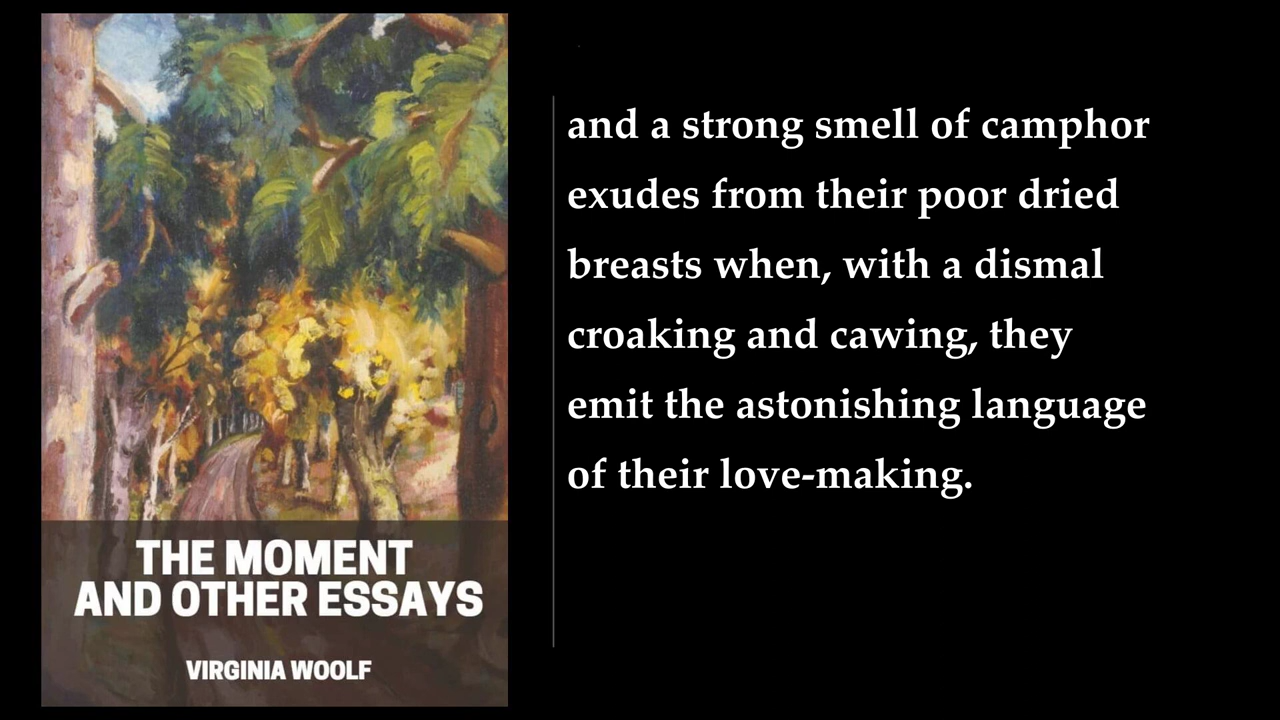 THE MOMENT
AND OTHER ESSAYS
VIRGINIA WOOLF
and a strong smell of camphor
exudes from their poor dried
breasts when, with a dismal
croaking and cawing, they
emit the astonishing language
of their love-making.